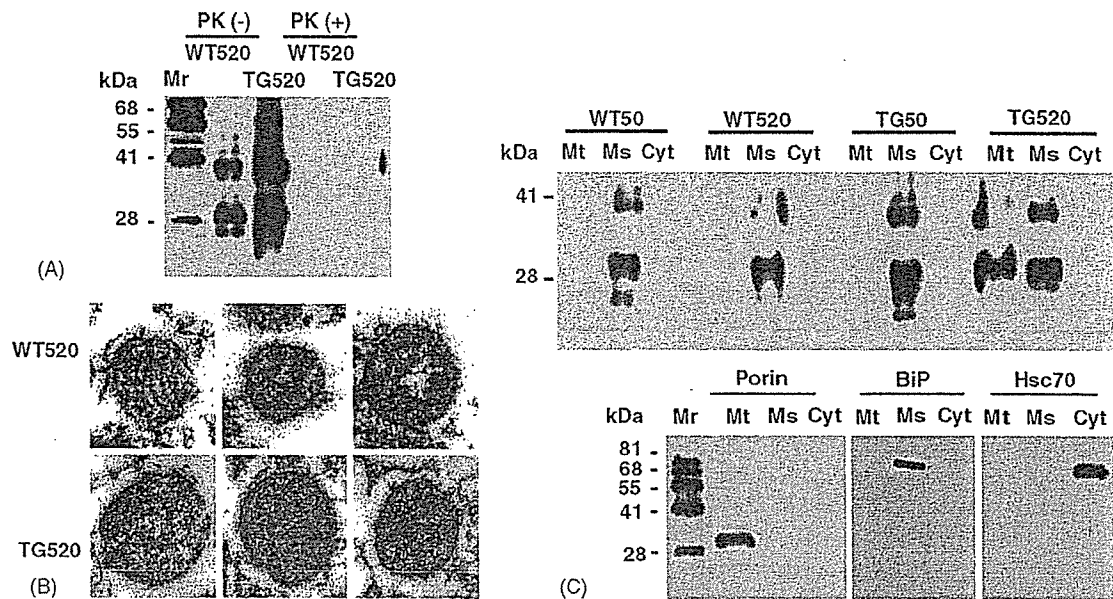 PK (-) PK (+)
WT520 WT520
kDa Mr TG520 TG520
68 -
55 -
41 -
28 -
(A)
WT520
TG520
(B)
WT50 WT520 TG50 TG520
kDa Mt Ms Cyt Mt Ms Cyt Mt Ms Cyt Mt Ms Cyt
41 -
28 -
Porin BiP Hsc70
kDa Mr Mt Ms Cyt Mt Ms Cyt Mt Ms Cyt
81 -
68 -
55 -
41 -
28 -
(C)